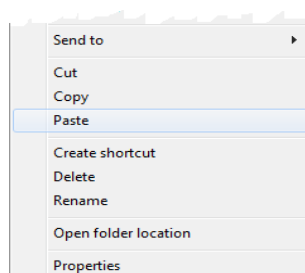 Send to
Cut
Copy
Paste
Create shortcut
Delete
Rename
Open folder location
Properties